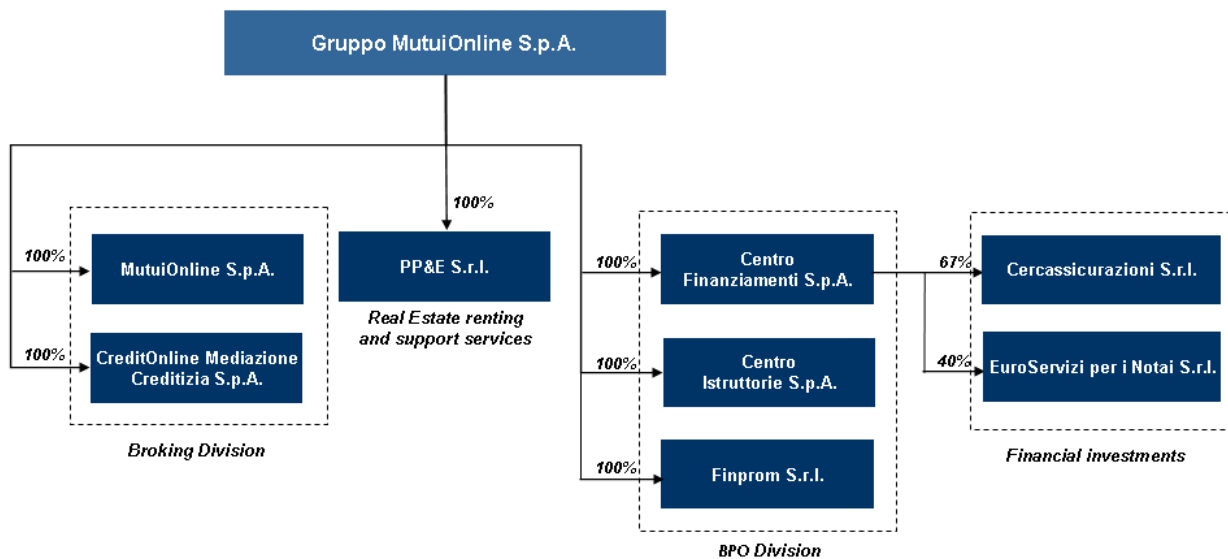 Gruppo MutuiOnline S.p.A.
100%
100%
MutuiOnline S.p.A.
100%
CreditOnline Mediazione
Creditizia S.p.A.
Broking Division
PP&E S.r.l.
Real Estate renting
and support services
100%
Centro
Finanziamenti S.p.A.
100%
Centro
Istruttorie S.p.A.
100%
Finprom S.r.l.
BPO Division
67%
Cercassicurazioni S.r.l.
40%
EuroServizi per i Notai S.r.l.
Financial investments